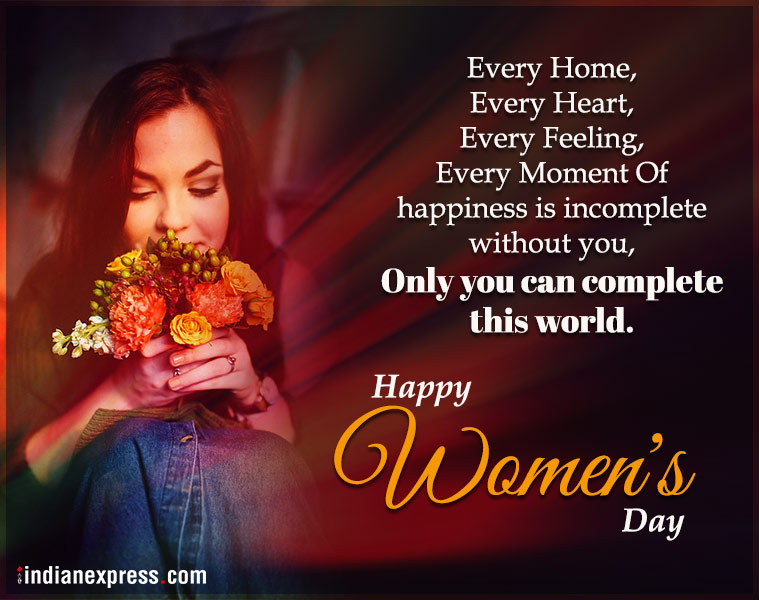 Every Home,
Every Heart,
Every Feeling,
Every Moment Of
happiness is incomplete
without you,
Only you can complete
this world.
Happy
Women's
Day
indianexpress.com